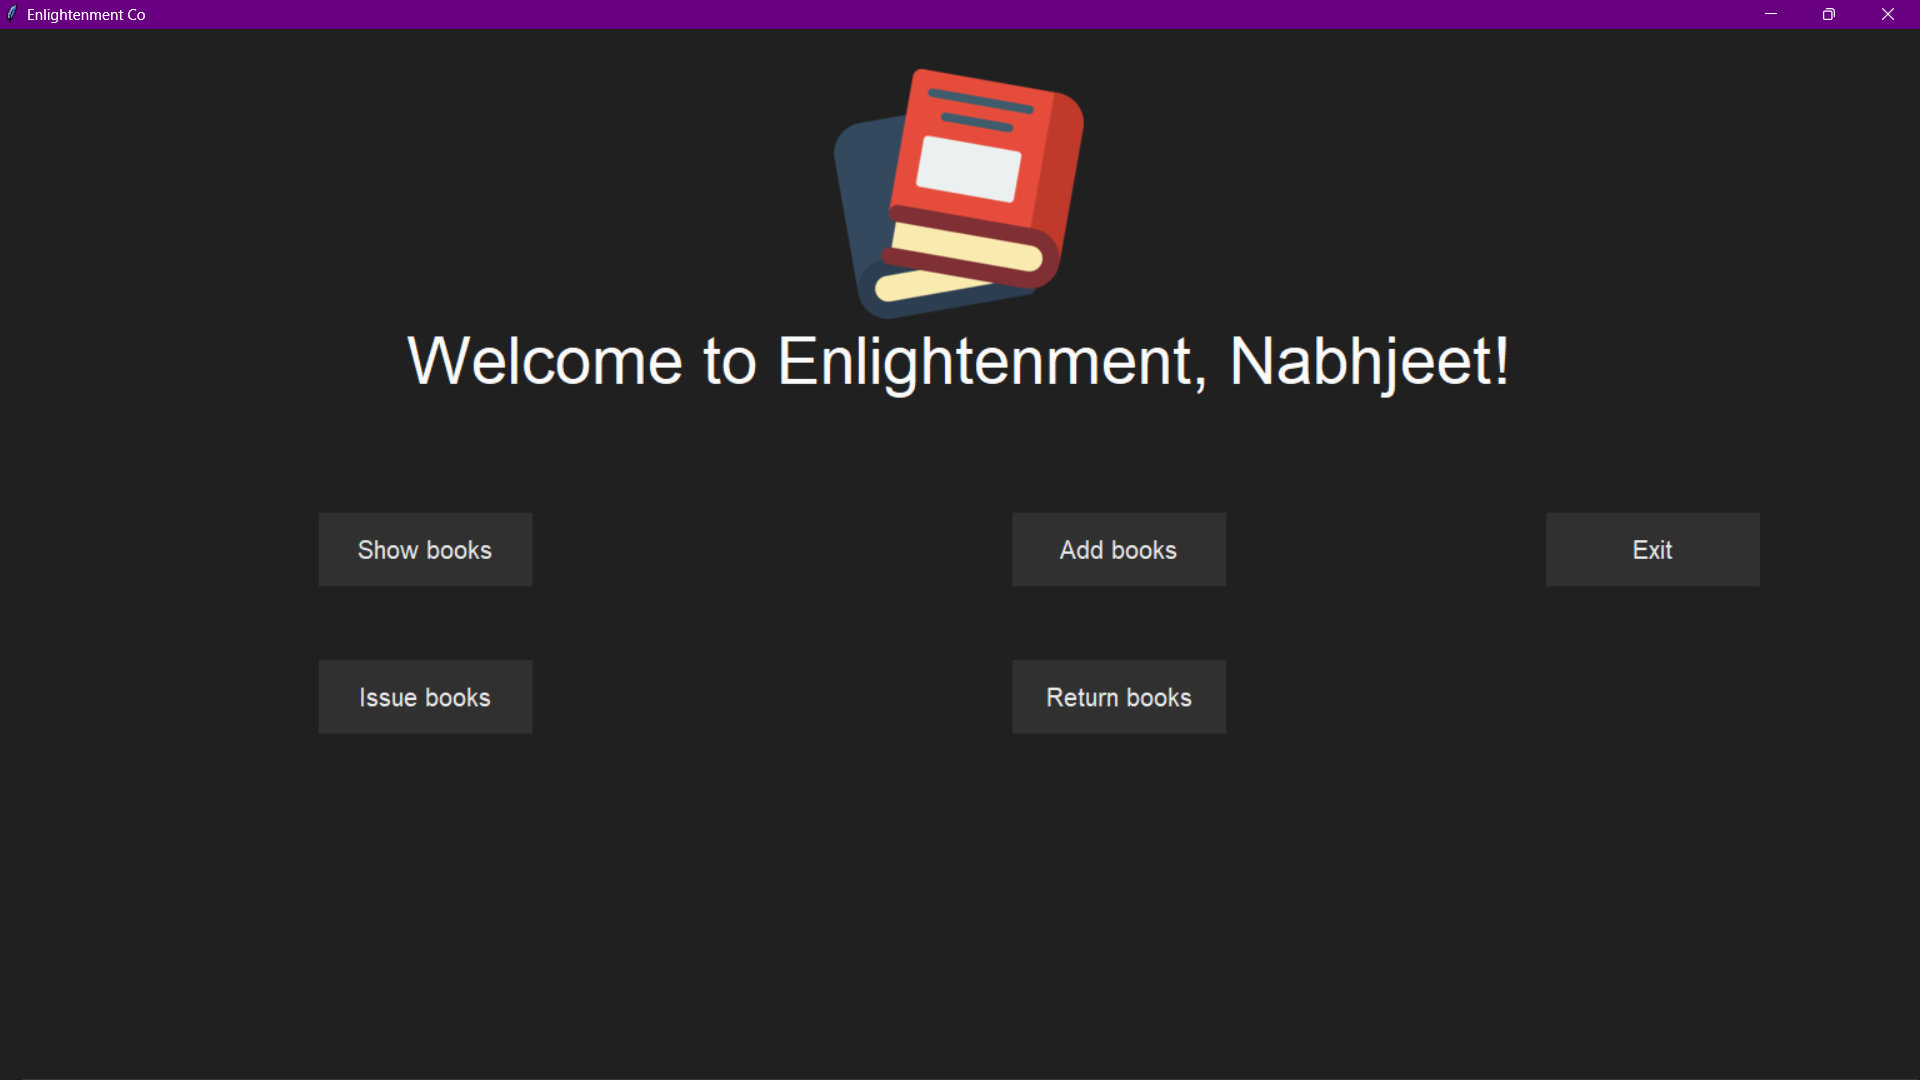 Enlightenment Co
Welcome to Enlightenment, Nabhjeet!
Show books
Add books
Exit
Issue books
Return books